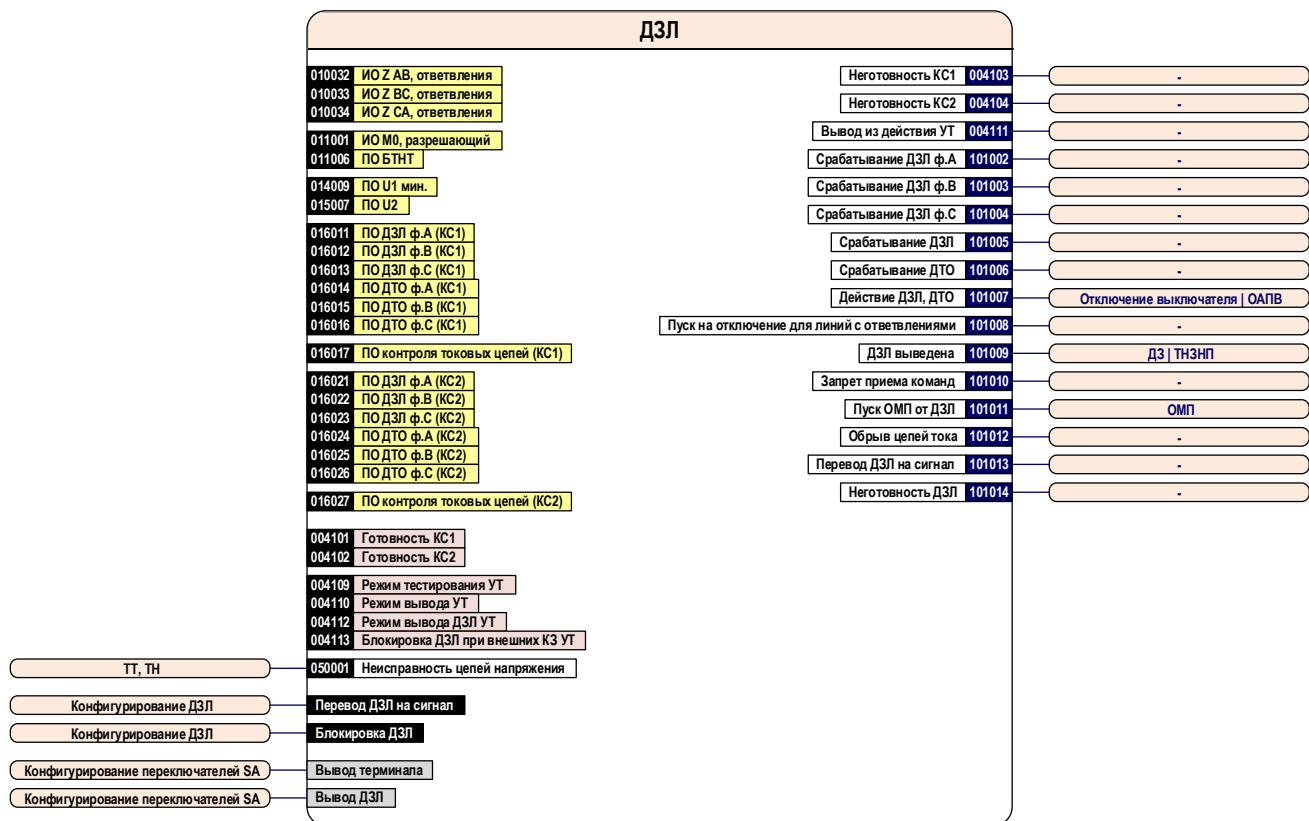 ДЗЛ
010032 ИО Z АВ, ответвления
010033 ИО Z ВС, ответвления
010034 ИО Z СА, ответвления
011001 ИО М0, разрешающий
011006 ПО БТНТ
014009 ПО U1 мин.
015007 ПО U2
016011 ПО ДЗЛ ф.А (КС1)
016012 ПО ДЗЛ ф.В (КС1)
016013 ПО ДЗЛ ф.С (КС1)
016014 ПО ДТО ф.А (КС1)
016015 ПО ДТО ф.В (КС1)
016016 ПО ДТО ф.С (КС1)
016017 ПО контроля токовых цепей (КС1)
016021 ПО ДЗЛ ф.А (КС2)
016022 ПО ДЗЛ ф.В (КС2)
016023 ПО ДЗЛ ф.С (КС2)
016024 ПО ДТО ф.А (КС2)
016025 ПО ДТО ф.В (КС2)
016026 ПО ДТО ф.С (КС2)
016027 ПО контроля токовых цепей (КС2)
004101 Готовность КС1
004102 Готовность КС2
004109 Режим тестирования УТ
004110 Режим вывода УТ
004112 Режим вывода ДЗЛ УТ
004113 Блокировка ДЗЛ при внешних КЗ УТ
ТТ, ТН 050001 Неисправность цепей напряжения
Конфигурирование ДЗЛ Перевод ДЗЛ на сигнал
Конфигурирование ДЗЛ Блокировка ДЗЛ
Конфигурирование переключателей SA Вывод терминала
Конфигурирование переключателей SA Вывод ДЗЛ
Неготовность КС1 004103 -
Неготовность КС2 004104 -
Вывод из действия УТ 004111 -
Срабатывание ДЗЛ ф.А 101002 -
Срабатывание ДЗЛ ф.В 101003 -
Срабатывание ДЗЛ ф.С 101004 -
Срабатывание ДЗЛ 101005 -
Срабатывание ДТО 101006 -
Действие ДЗЛ, ДТО 101007 Отключение выключателя | ОАПВ
Пуск на отключение для линий с ответвлениями 101008 -
ДЗЛ выведена 101009 ДЗ | ТНЗНП
Запрет приема команд 101010 -
Пуск ОМП от ДЗЛ 101011 ОМП
Обрыв цепей тока 101012 -
Перевод ДЗЛ на сигнал 101013 -
Неготовность ДЗЛ 101014 -